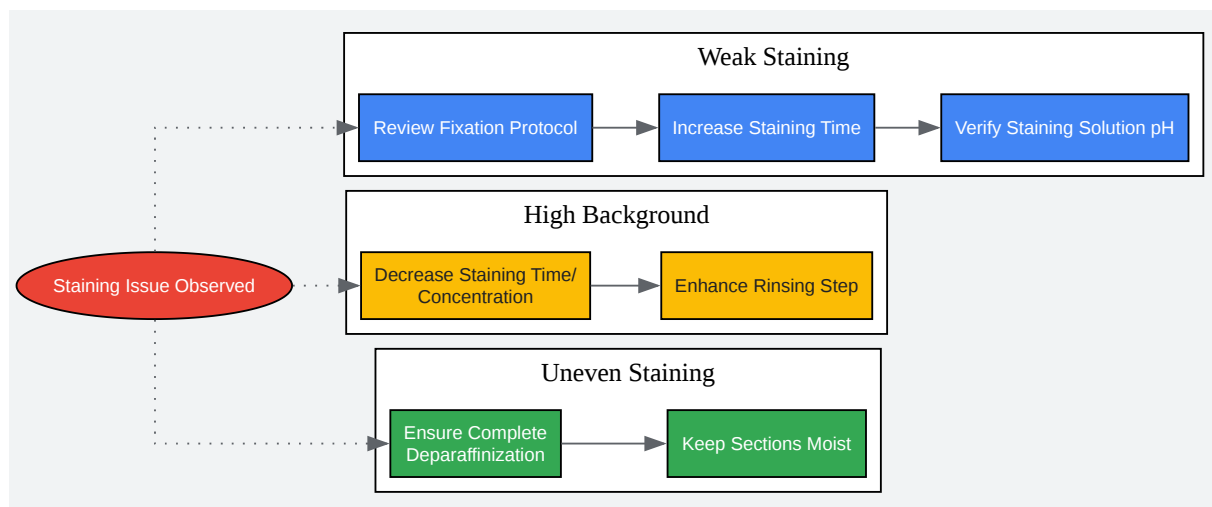 Weak Staining
Review Fixation Protocol
Increase Staining Time
Verify Staining Solution pH
High Background
Staining Issue Observed
Decrease Staining Time/
Concentration
Enhance Rinsing Step
Uneven Staining
Ensure Complete
Deparaffinization
Keep Sections Moist